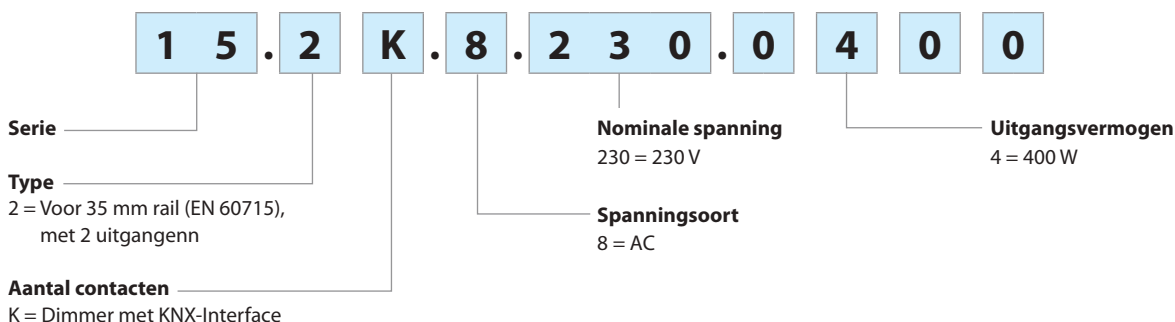 1 5 . 2 K . 8 . 2 3 0 . 0 4 0 0
Serie
Nominale spanning
230 = 230 V
Uitgangsvermogen
4 = 400 W
Type
2 = Voor 35 mm rail (EN 60715),
met 2 uitgangenn
Spanningsoort
8 = AC
Aantal contacten
K = Dimmer met KNX-Interface